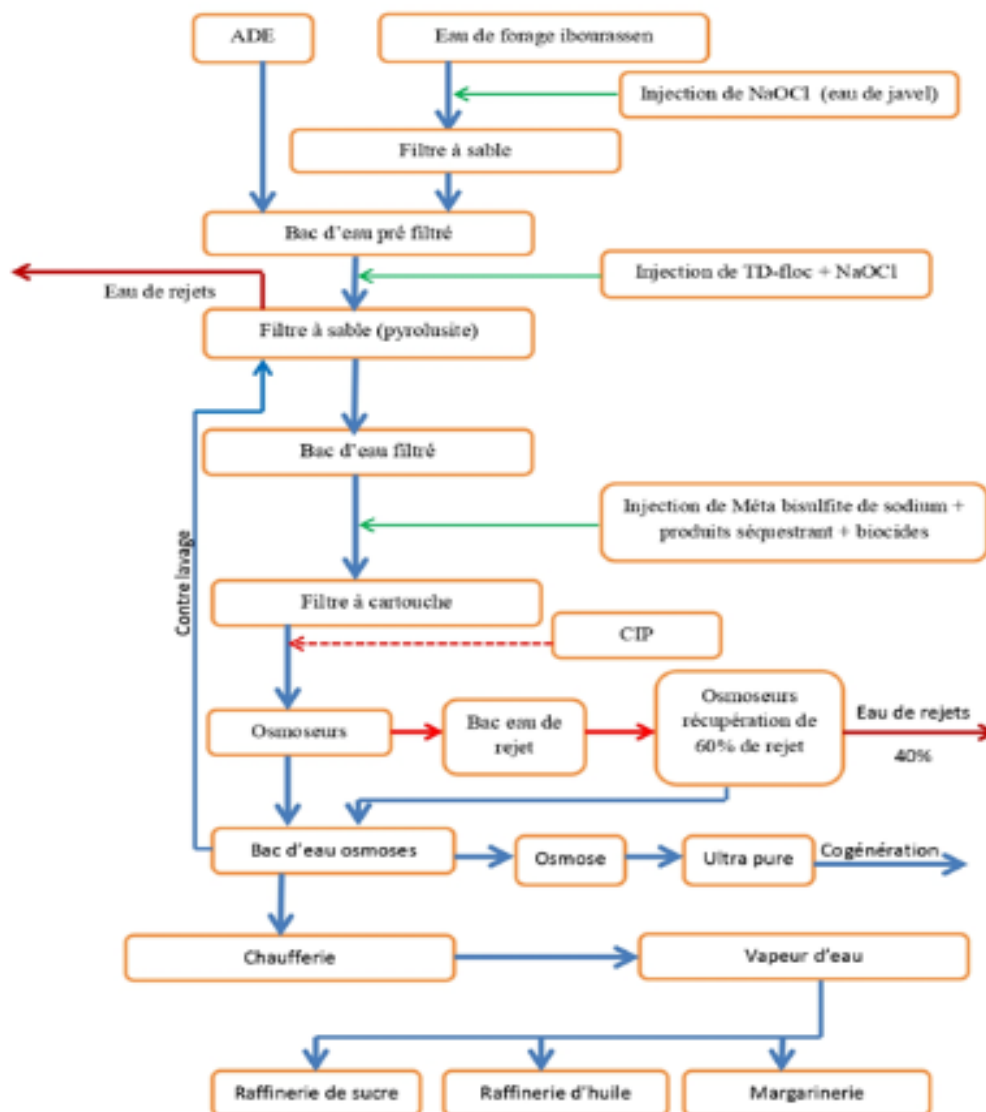 ADE
Eau de forage ibourassen
Injection de NaOCl (eau de javel)
Filtre à sable
Bac d'eau pré filtré
Injection de TD-floc + NaOCl
Eau de rejets
Filtre à sable (pyrolusite)
Bac d'eau filtré
Injection de Méta bisulfite de sodium +
produits séquestrant + biocides
Contre lavage
Filtre à cartouche
CIP
Osmoseurs
Bac eau de
rejet
Osmoseurs
récupération de
60% de rejet
Eau de rejets
40%
Bac d'eau osmoses
Osmose
Ultra pure
Cogénération
Chaufferie
Vapeur d'eau
Raffinerie de sucre
Raffinerie d'huile
Margarinerie